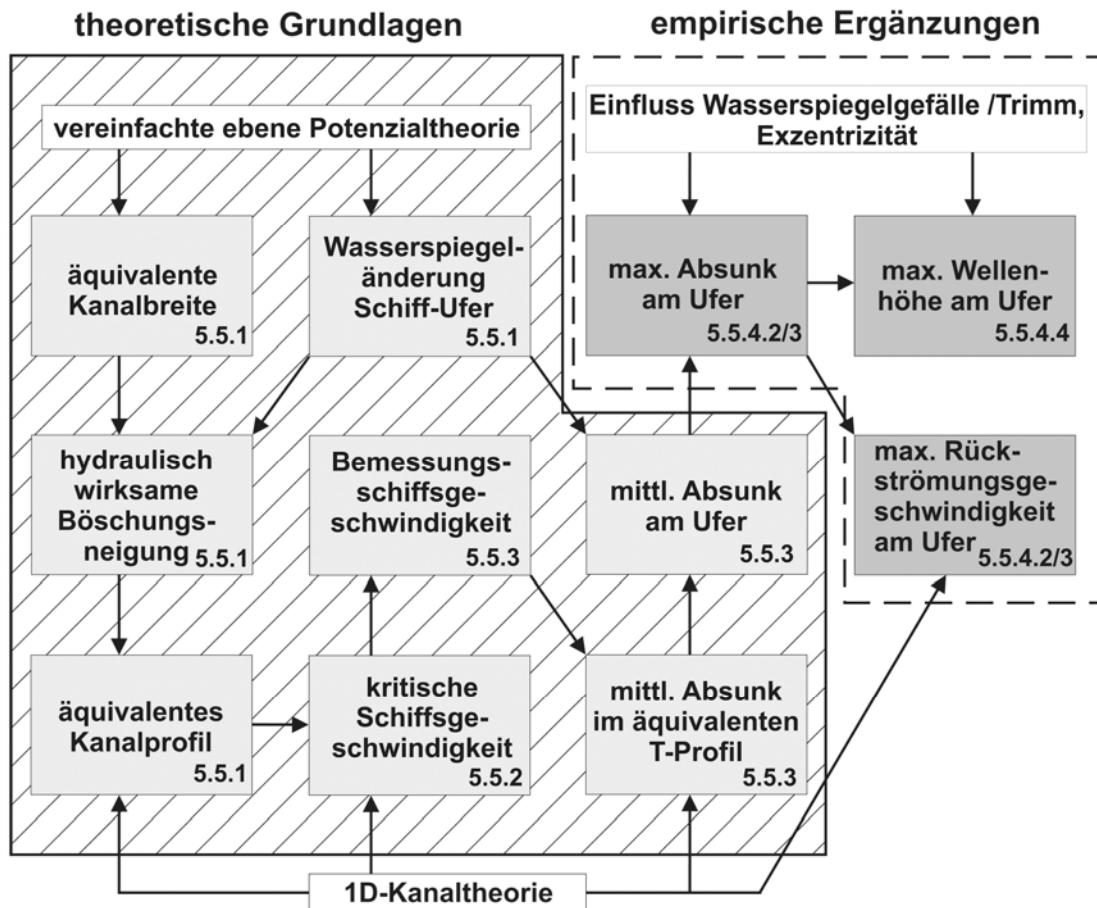 theoretische Grundlagen
empirische Ergänzungen
vereinfachte ebene Potenzialtheorie
Einfluss Wasserspiegelgefälle /Trimm,
Exzentrizität
äquivalente
Kanalbreite
5.5.1
Wasserspiegel-
änderung
Schiff-Ufer
5.5.1
max. Absunk
am Ufer
5.5.4.2/3
max. Wellen-
höhe am Ufer
5.5.4.4
hydraulisch
wirksame
Böschungs-
neigung
5.5.1
Bemessungs-
schiffsge-
schwindigkeit
5.5.3
mittl. Absunk
am Ufer
5.5.3
max. Rück-
strömungsge-
schwindigkeit
am Ufer
5.5.4.2/3
äquivalentes
Kanalprofil
5.5.1
kritische
Schiffsge-
schwindigkeit
5.5.2
mittl. Absunk
im äquivalenten
T-Profil
5.5.3
1D-Kanaltheorie